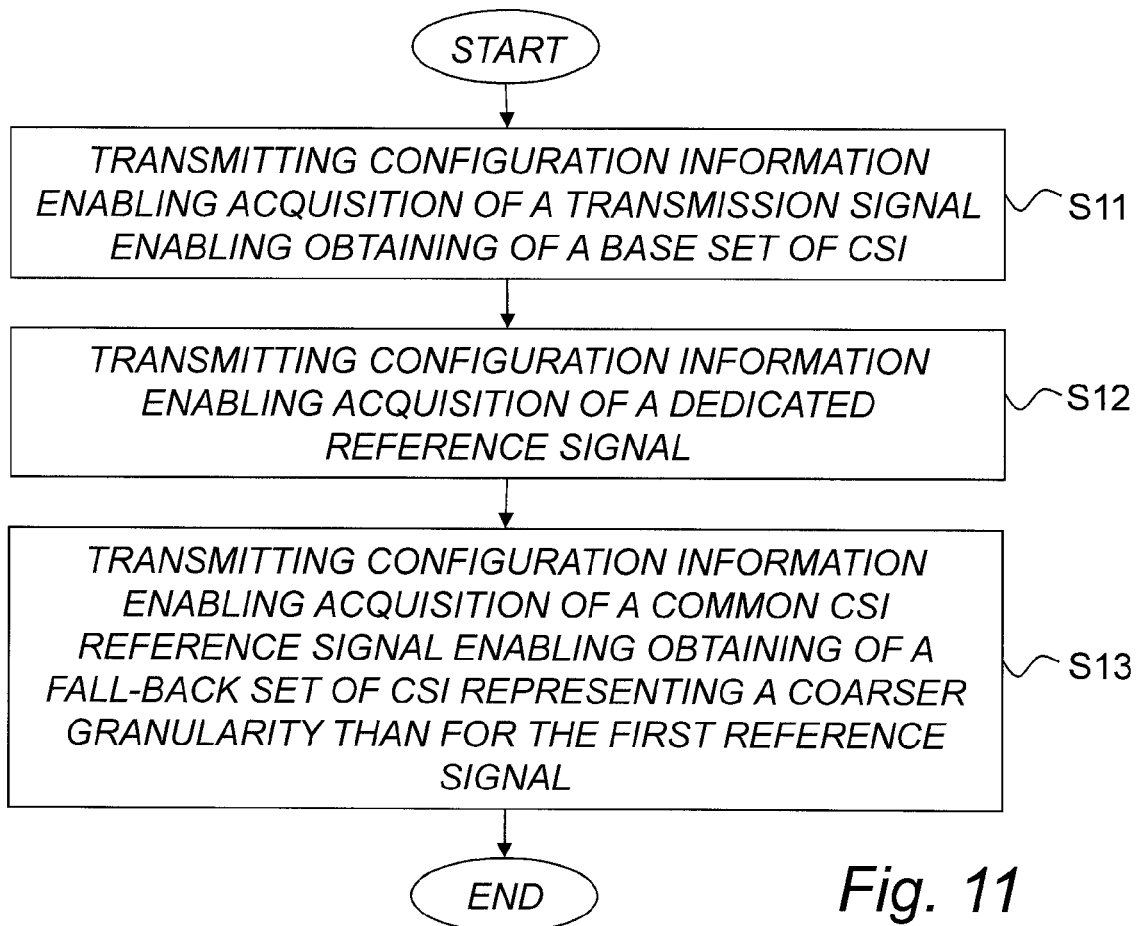 START
TRANSMITTING CONFIGURATION INFORMATION
ENABLING ACQUISITION OF A TRANSMISSION SIGNAL
ENABLING OBTAINING OF A BASE SET OF CSI
S11
TRANSMITTING CONFIGURATION INFORMATION
ENABLING ACQUISITION OF A DEDICATED
REFERENCE SIGNAL
S12
TRANSMITTING CONFIGURATION INFORMATION
ENABLING ACQUISITION OF A COMMON CSI
REFERENCE SIGNAL ENABLING OBTAINING OF A
FALL-BACK SET OF CSI REPRESENTING A COARSER
GRANULARITY THAN FOR THE FIRST REFERENCE
SIGNAL
S13
END
Fig. 11